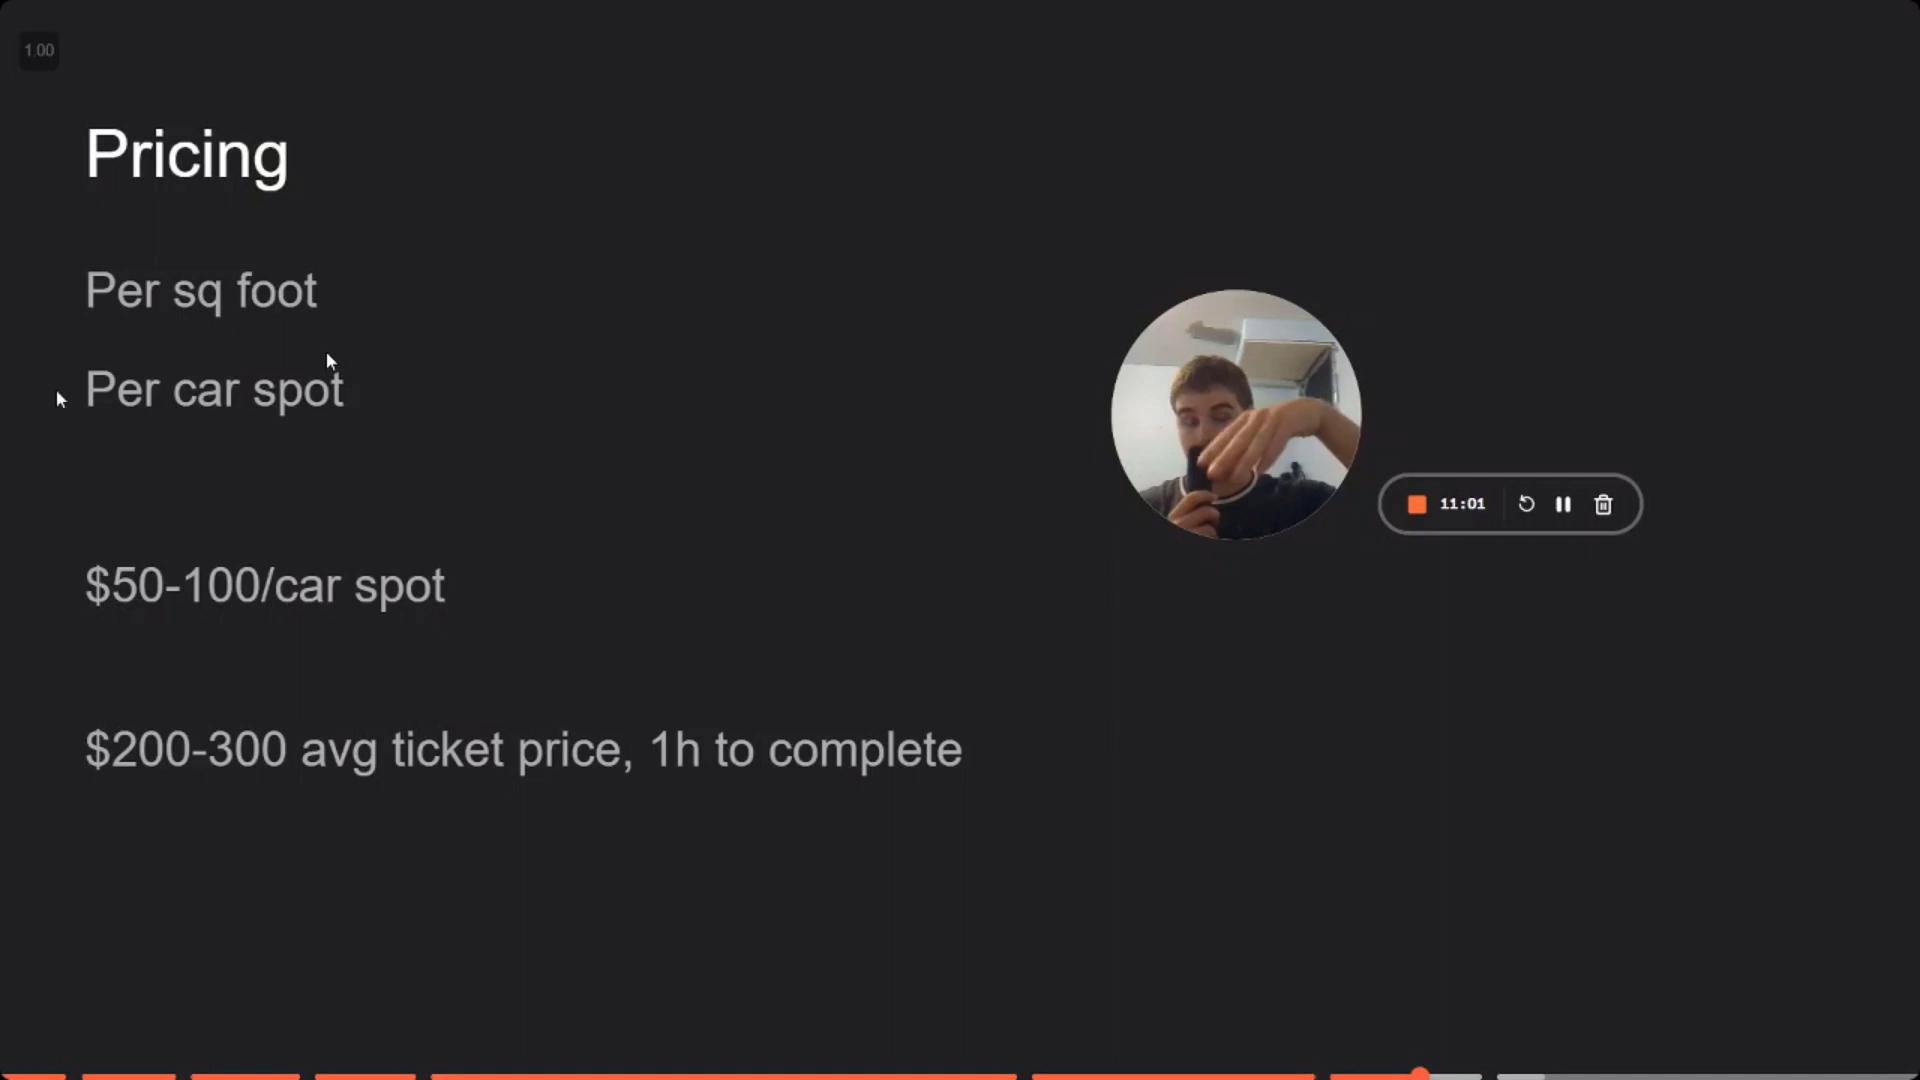 1.00
Pricing
Per sq foot
Per car spot
$50-100/car spot
$200-300 avg ticket price, 1h to complete
11:01